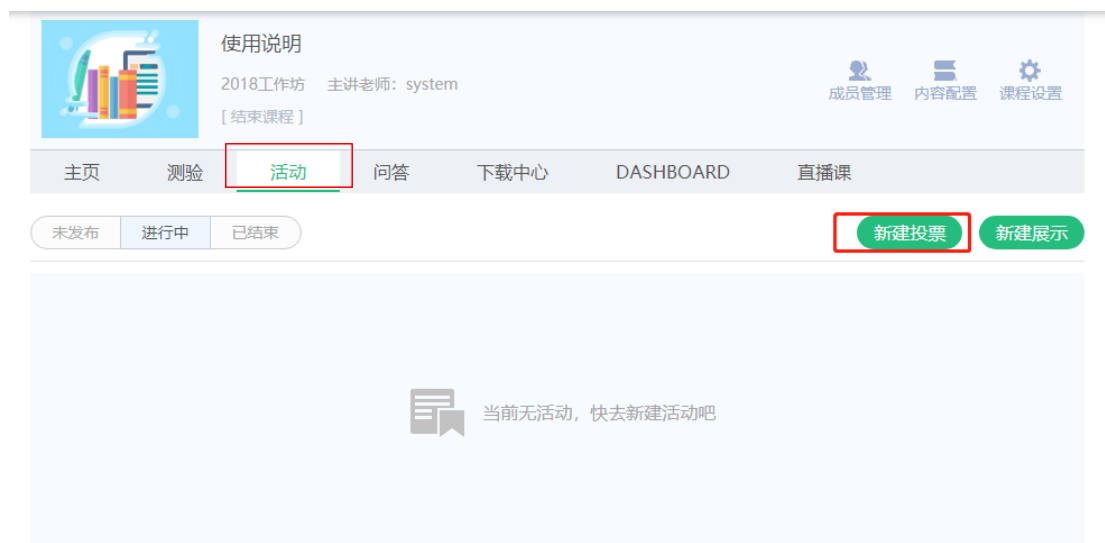 使用说明
2018工作坊 主讲老师：system
[ 结束课程 ]
成员管理 内容配置 课程设置
主页 测验 活动 问答 下载中心 DASHBOARD 直播课
未发布 进行中 已结束 新建投票 新建展示
当前无活动，快去新建活动吧